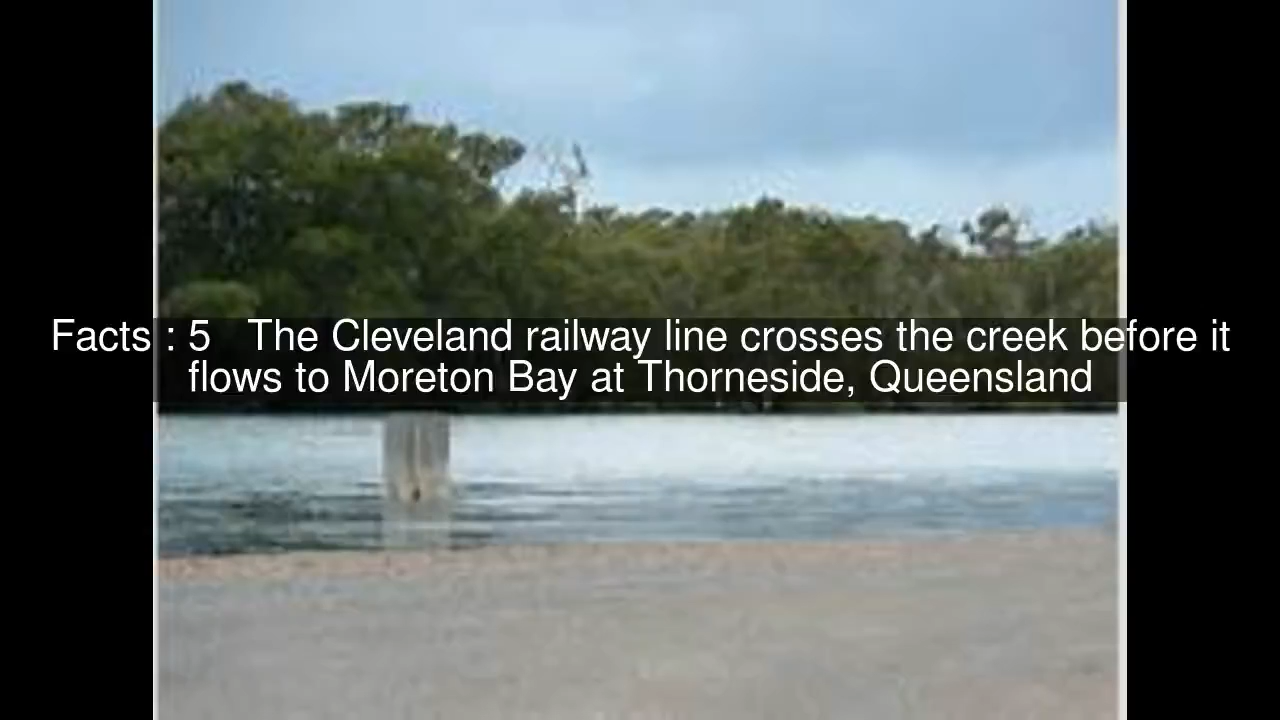 Facts : 5 The Cleveland railway line crosses the creek before it
flows to Moreton Bay at Thorneside, Queensland